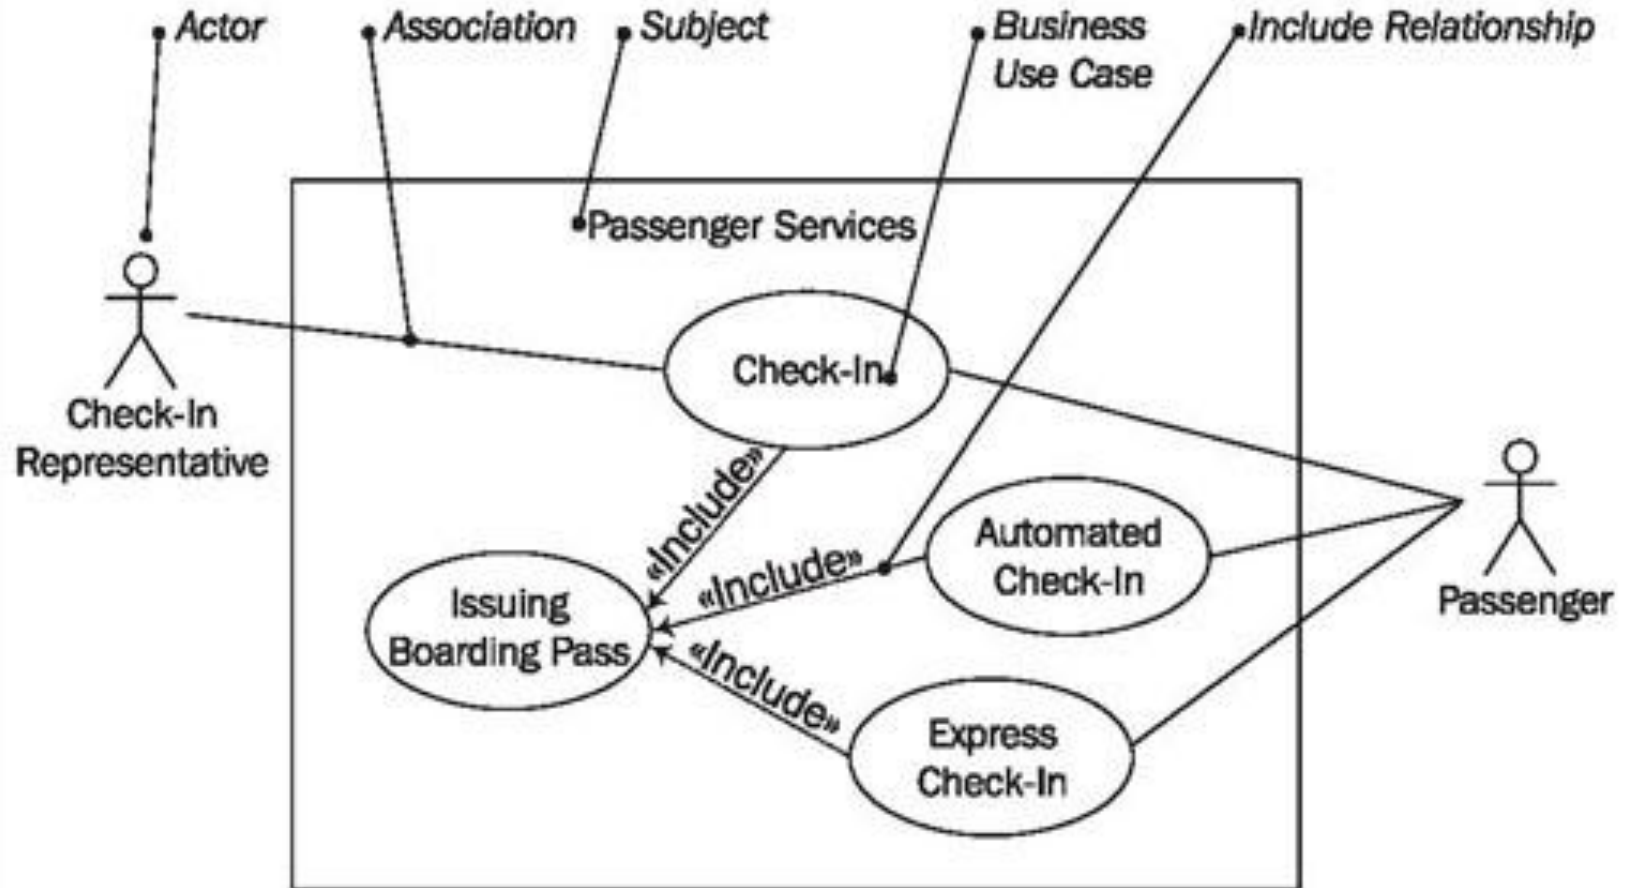 Actor
Association
Subject
Business
Use Case
Include Relationship
Passenger Services
Check-In
Check-In
Representative
«Include»
Automated
Check-In
«Include»
Passenger
Issuing
Boarding Pass
«Include»
Express
Check-In